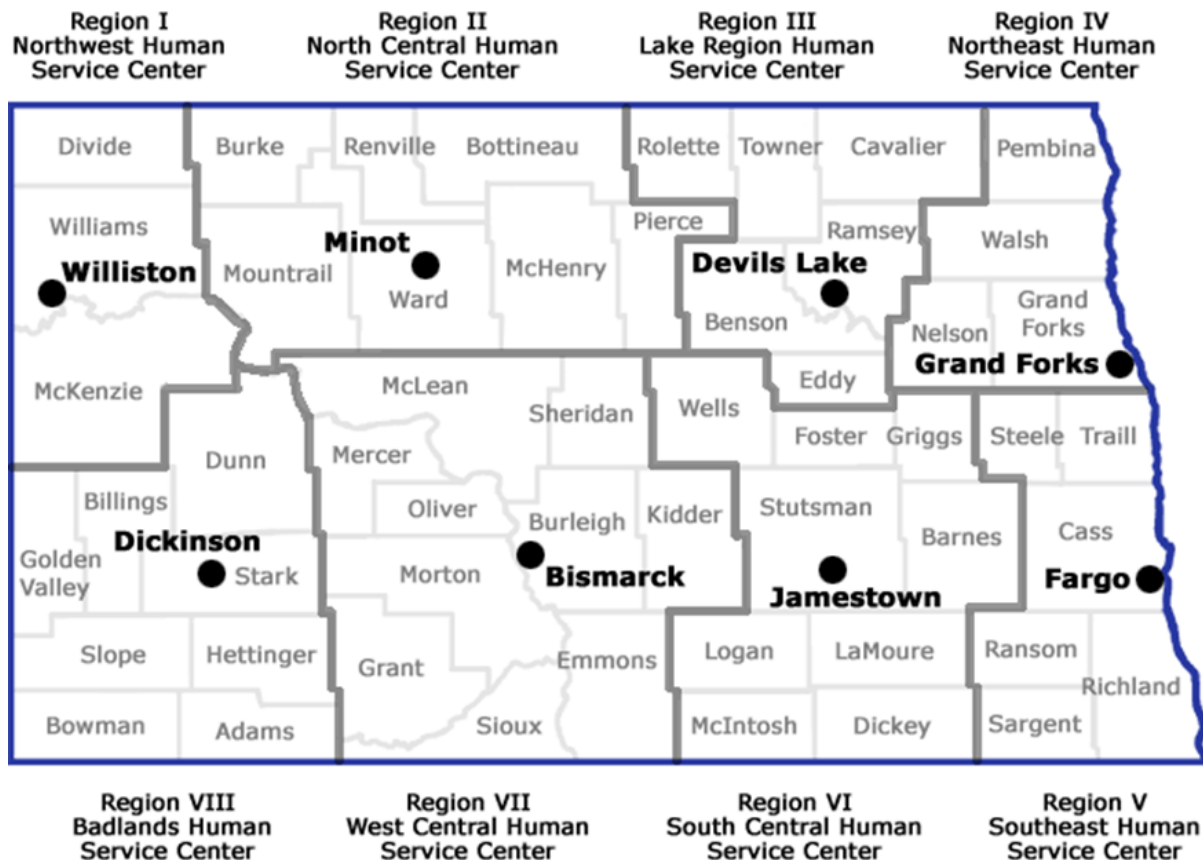 Region I
Northwest Human
Service Center
Region II
North Central Human
Service Center
Region III
Lake Region Human
Service Center
Region IV
Northeast Human
Service Center
Divide
Burke
Renville
Bottineau
Rolette
Towner
Cavalier
Pembina
Williams
Pierce
Ramsey
Walsh
Minot
Williston
Mountrail
McHenry
Devils Lake
Ward
Benson
Nelson
Grand
Forks
Grand Forks
McKenzie
McLean
Eddy
Sheridan
Wells
Foster
Griggs
Steele
Traill
Dunn
Mercer
Billings
Oliver
Burleigh
Kidder
Stutsman
Barnes
Cass
Dickinson
Golden
Valley
Stark
Morton
Bismarck
Jamestown
Fargo
Slope
Hettinger
Grant
Emmons
Logan
LaMoure
Ransom
Richland
Bowman
Adams
Sioux
McIntosh
Dickey
Sargent
Region VIII
Badlands Human
Service Center
Region VII
West Central Human
Service Center
Region VI
South Central Human
Service Center
Region V
Southeast Human
Service Center